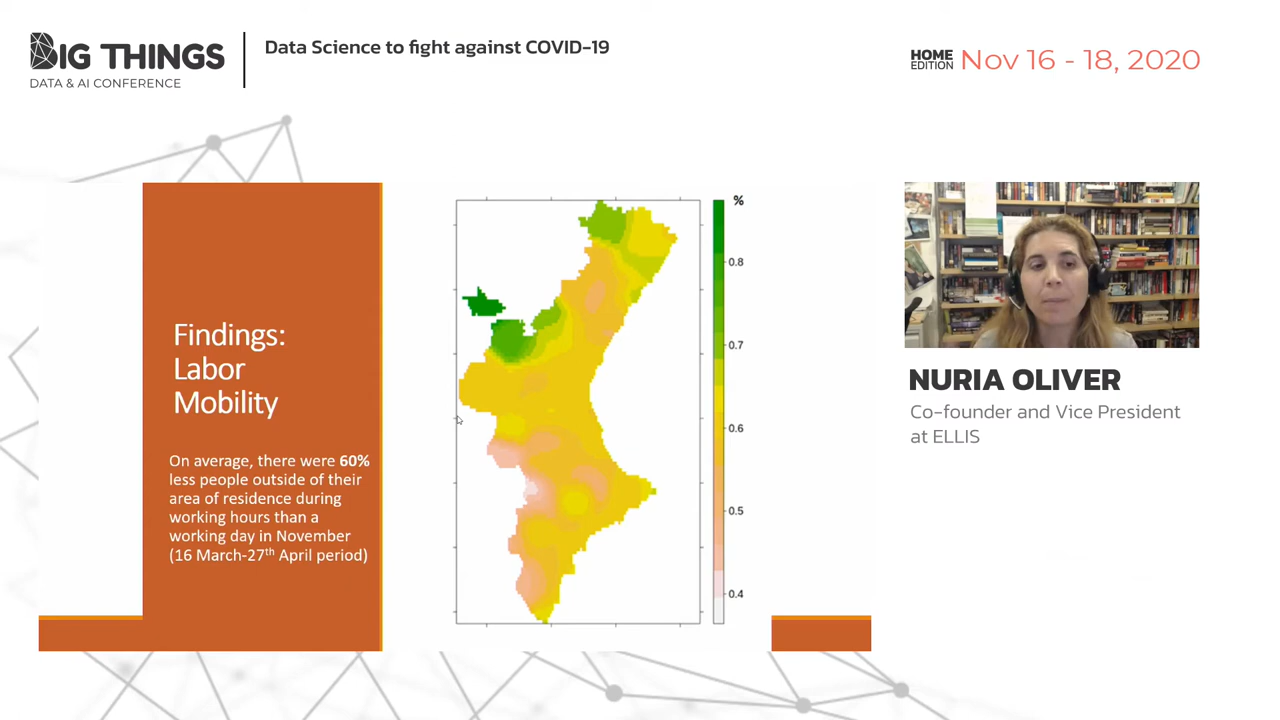 BIG THINGS
DATA & AI CONFERENCE
Data Science to fight against COVID-19
HOME
EDITION
Nov 16 - 18, 2020
Findings:
Labor
Mobility
On average, there were 60%
less people outside of their
area of residence during
working hours than a
working day in November
(16 March-27th April period)
%
0.8
0.7
0.6
0.5
0.4
NURIA OLIVER
Co-founder and Vice President
at ELLIS